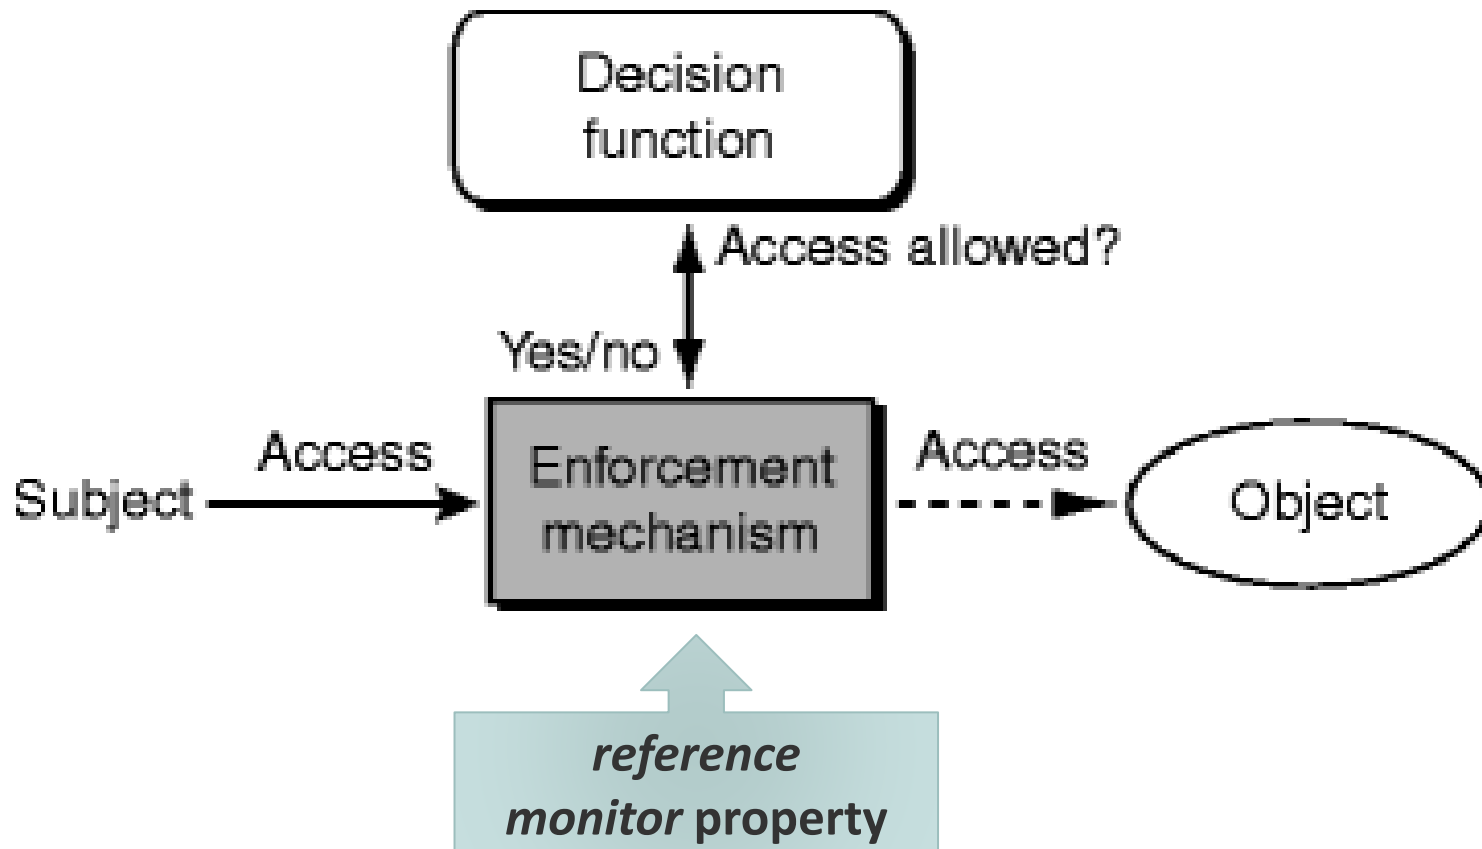 Decision
function
Access allowed?
Yes/no
Access
Subject
Enforcement
mechanism
Access
Object
reference
monitor property